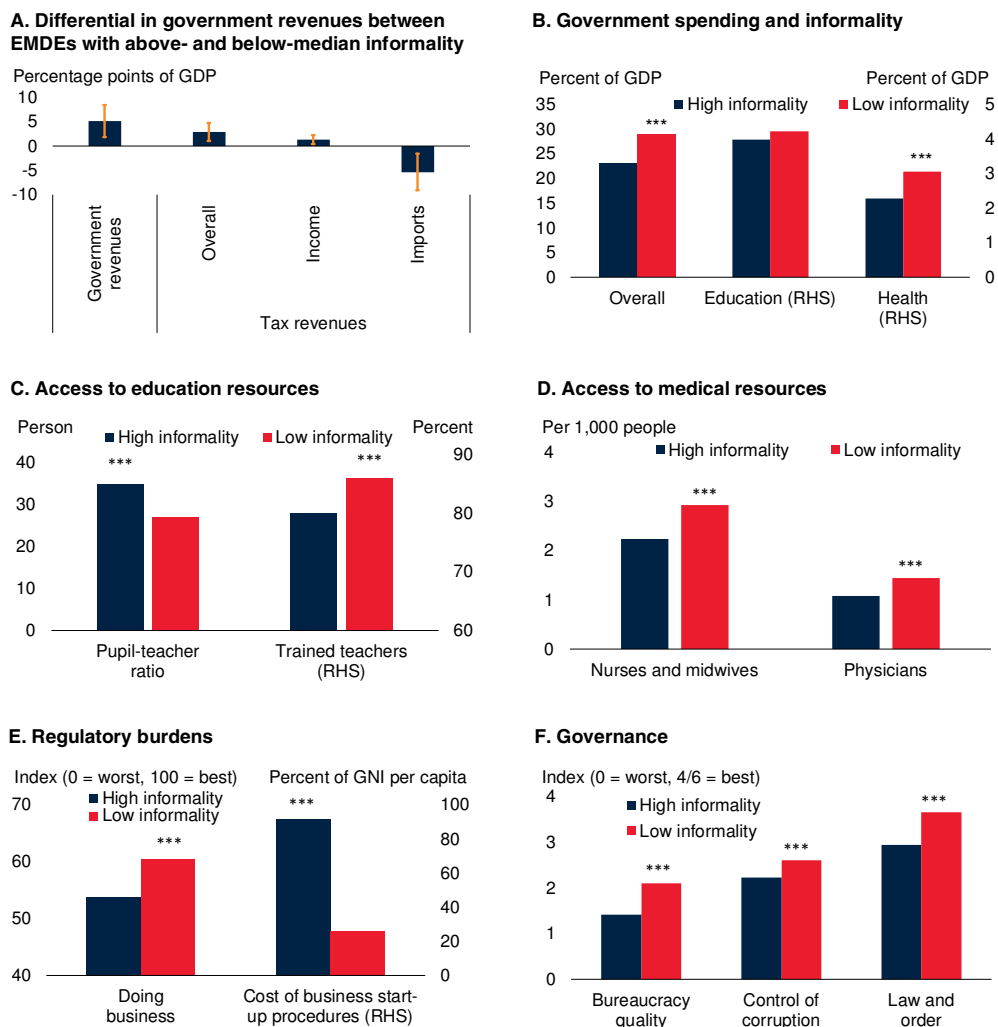 A. Differential in government revenues between
EMDEs with above- and below-median informality
Percentage points of GDP
10
5
0
-5
-10
Government
revenues
Overall
Income
Imports
Tax revenues
B. Government spending and informality
Percent of GDP
Percent of GDP
High informality
Low informality
35
30
25
20
15
10
5
0
***
***
5
4
3
2
1
0
Overall
Education (RHS)
Health
(RHS)
C. Access to education resources
Person
Percent
High informality
Low informality
40
30
20
10
0
***
***
90
80
70
60
Pupil-teacher
ratio
Trained teachers
(RHS)
D. Access to medical resources
Per 1,000 people
High informality
Low informality
4
3
2
1
0
***
***
Nurses and midwives
Physicians
E. Regulatory burdens
Index (0 = worst, 100 = best)
Percent of GNI per capita
High informality
Low informality
70
60
50
40
***
***
100
80
60
40
20
0
Doing
business
Cost of business start-
up procedures (RHS)
F. Governance
Index (0 = worst, 4/6 = best)
High informality
Low informality
4
3
2
1
0
***
***
***
Bureaucracy
quality
Control of
corruption
Law and
order